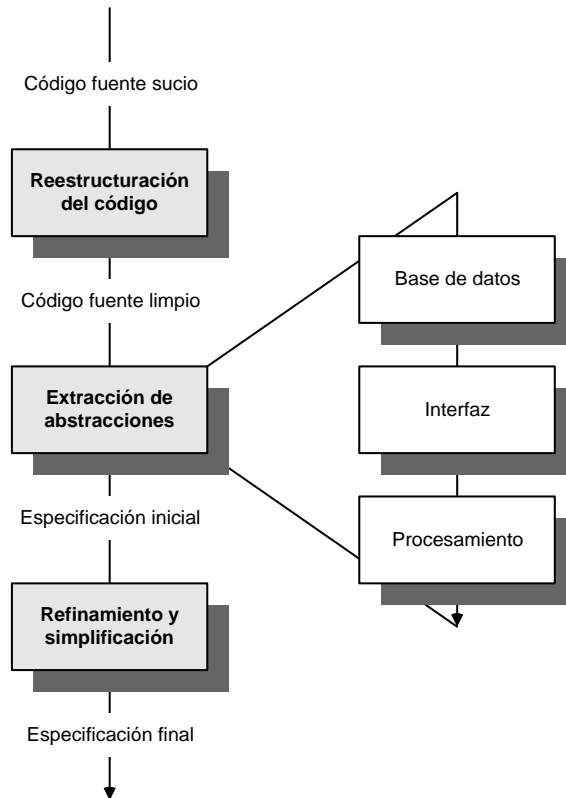 Código fuente sucio
Reestructuración
del código
Código fuente limpio
Extracción de
abstracciones
Especificación inicial
Refinamiento y
simplificación
Especificación final
Base de datos
Interfaz
Procesamiento